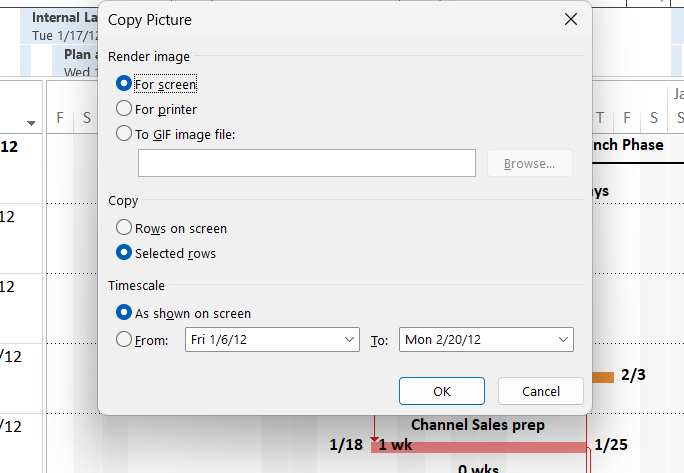 Internal La
Tue 1/17/12
Plan a
Wed 1
Ja
F S
T F S S
12
12
12
/12
/12
Copy Picture
Render image
For screen
For printer
To GIF image file:
Browse...
Copy
Rows on screen
Selected rows
Timescale
As shown on screen
From: Fri 1/6/12 To: Mon 2/20/12
OK Cancel
nch Phase
ys
2/3
Channel Sales prep
1/18 1 wk 1/25
0 wks